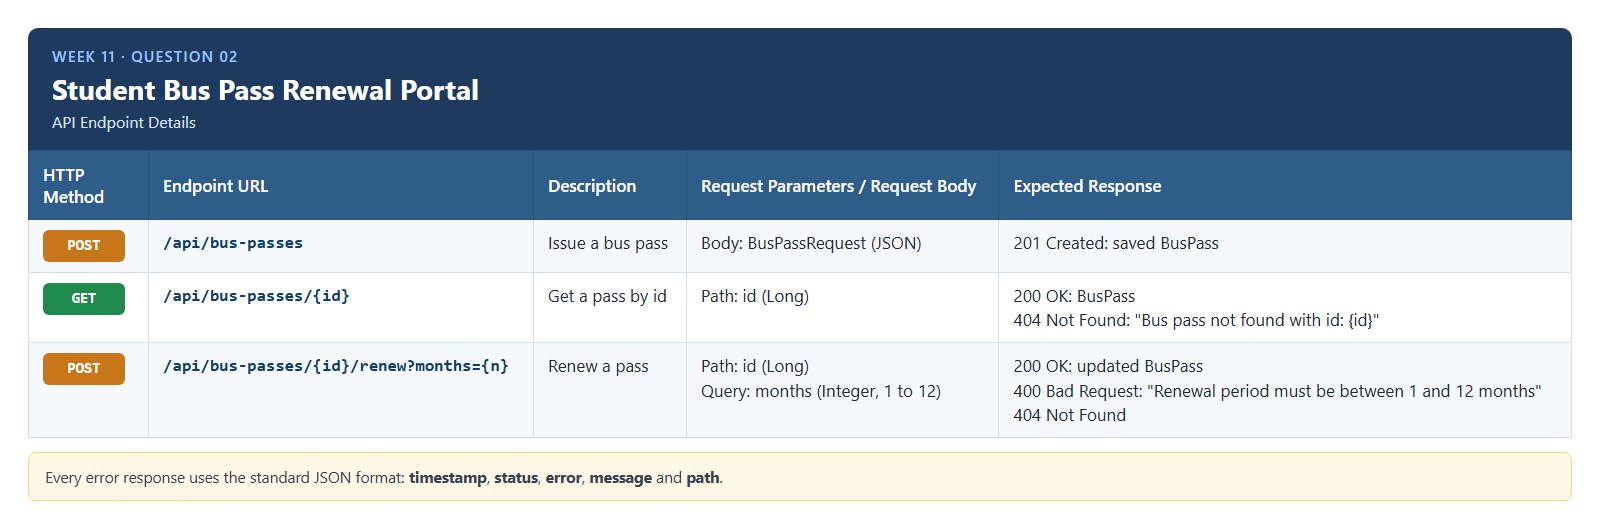 WEEK 11 · QUESTION 02
Student Bus Pass Renewal Portal
API Endpoint Details
HTTP Method
Endpoint URL
Description
Request Parameters / Request Body
Expected Response
POST
/api/bus-passes
Issue a bus pass
Body: BusPassRequest (JSON)
201 Created: saved BusPass
GET
/api/bus-passes/{id}
Get a pass by id
Path: id (Long)
200 OK: BusPass
404 Not Found: "Bus pass not found with id: {id}"
POST
/api/bus-passes/{id}/renew?months={n}
Renew a pass
Path: id (Long)
Query: months (Integer, 1 to 12)
200 OK: updated BusPass
400 Bad Request: "Renewal period must be between 1 and 12 months"
404 Not Found
Every error response uses the standard JSON format: timestamp, status, error, message and path.